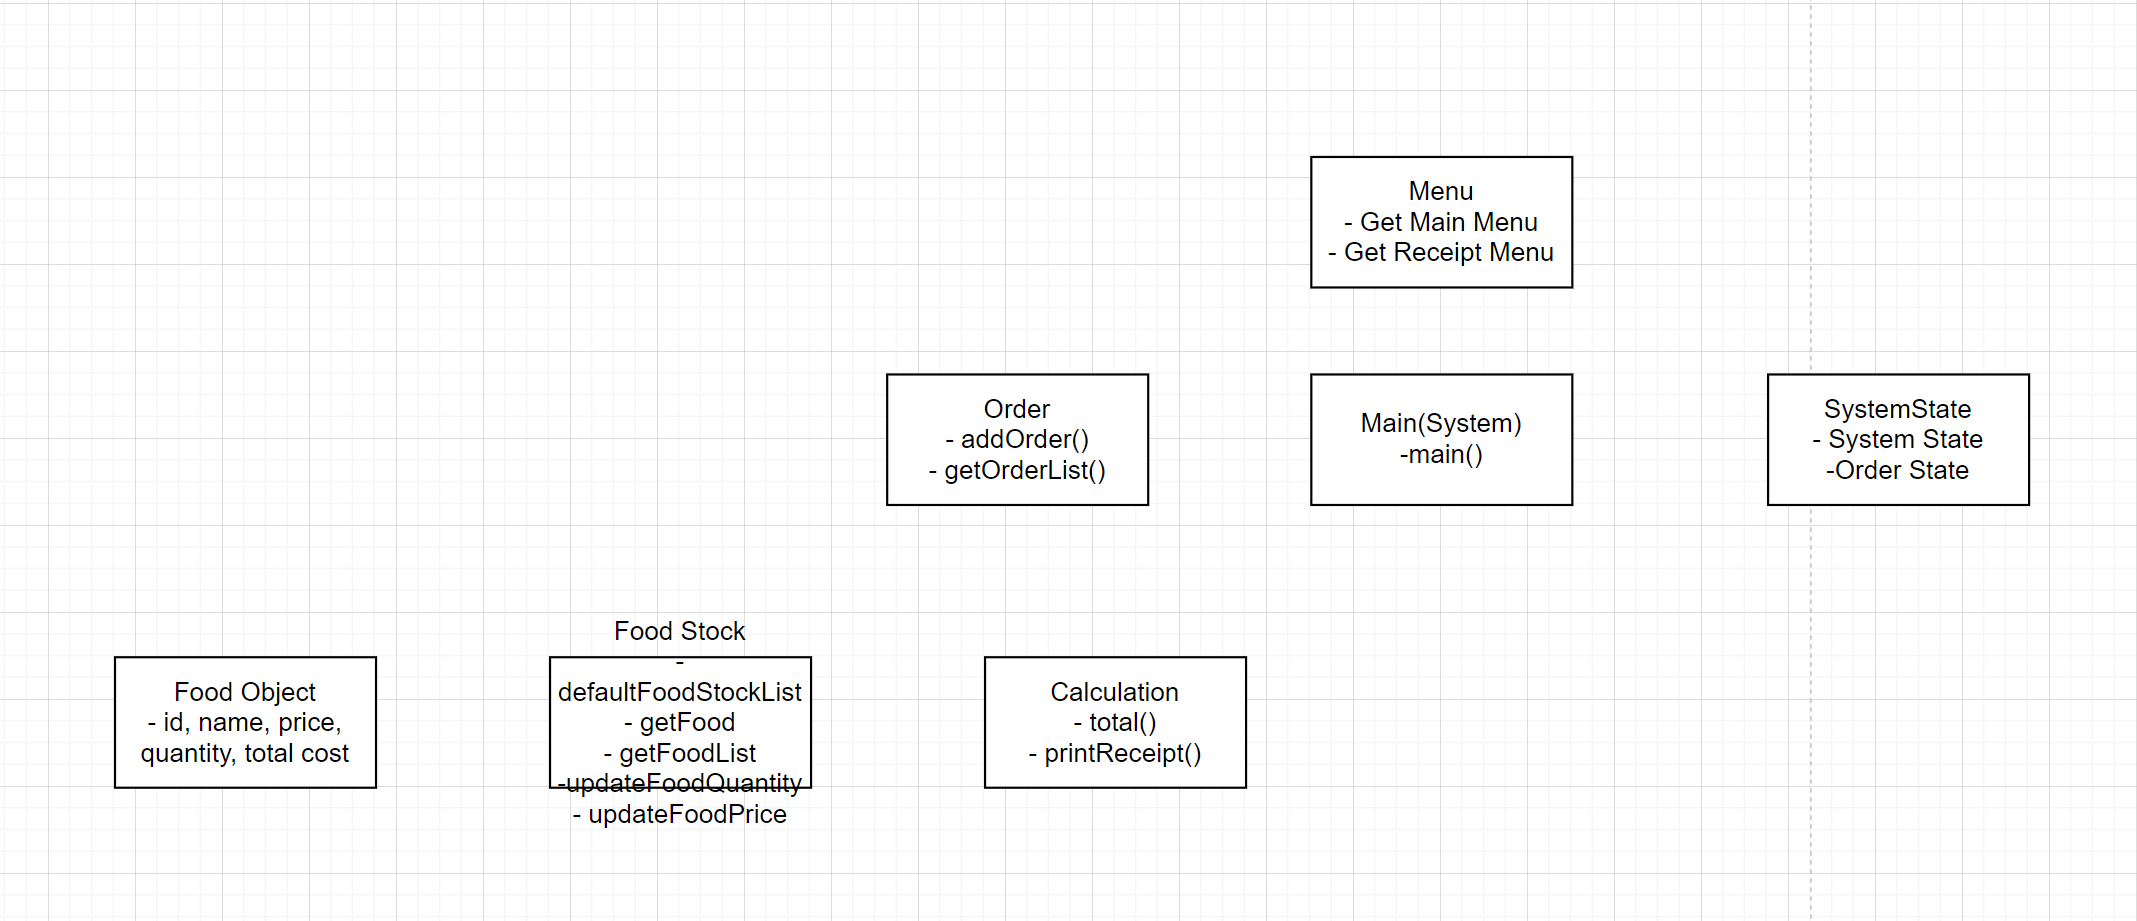 Menu
- Get Main Menu
- Get Receipt Menu
Order
- addOrder()
- getOrderList()
Main(System)
-main()
SystemState
- System State
-Order State
Food Object
- id, name, price,
quantity, total cost
Food Stock
-
defaultFoodStockList
- getFood
- getFoodList
-updateFoodQuantity
- updateFoodPrice
Calculation
- total()
- printReceipt()